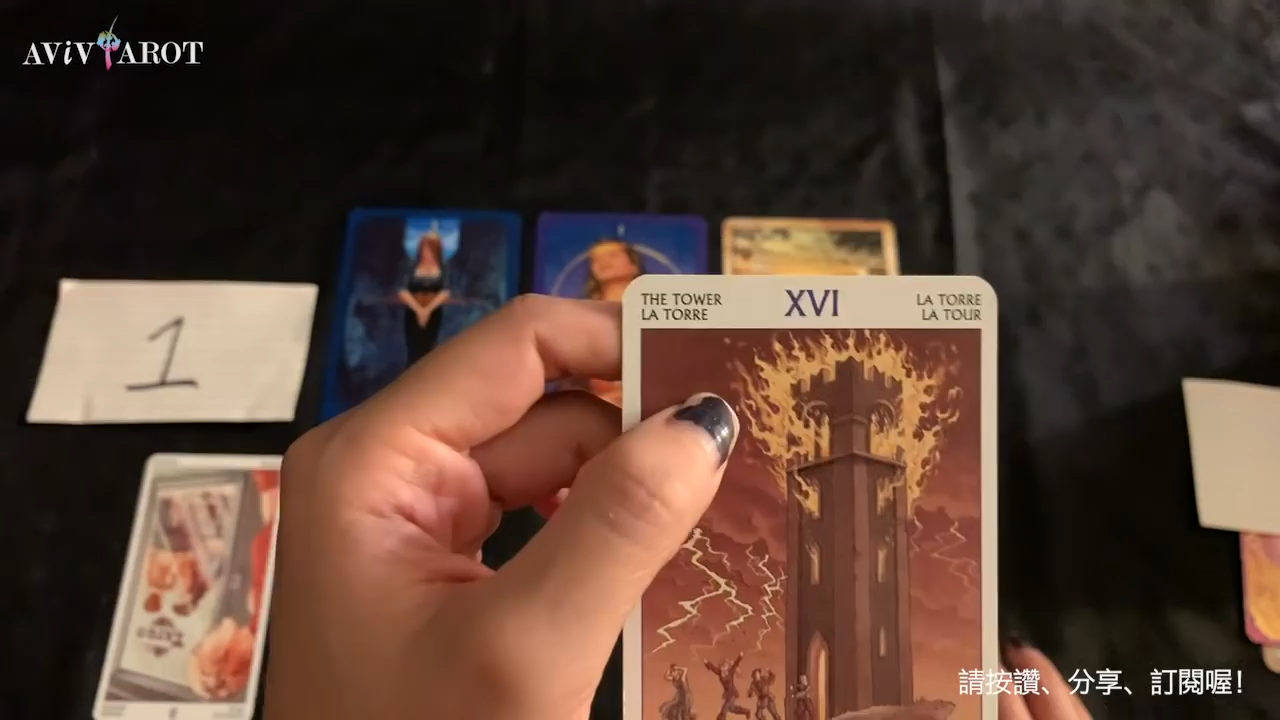 AViVTAROT
1
THE TOWER
LA TORRE
XVI
LA TORRE
LA TOUR
請按讚、分享、訂閱喔!